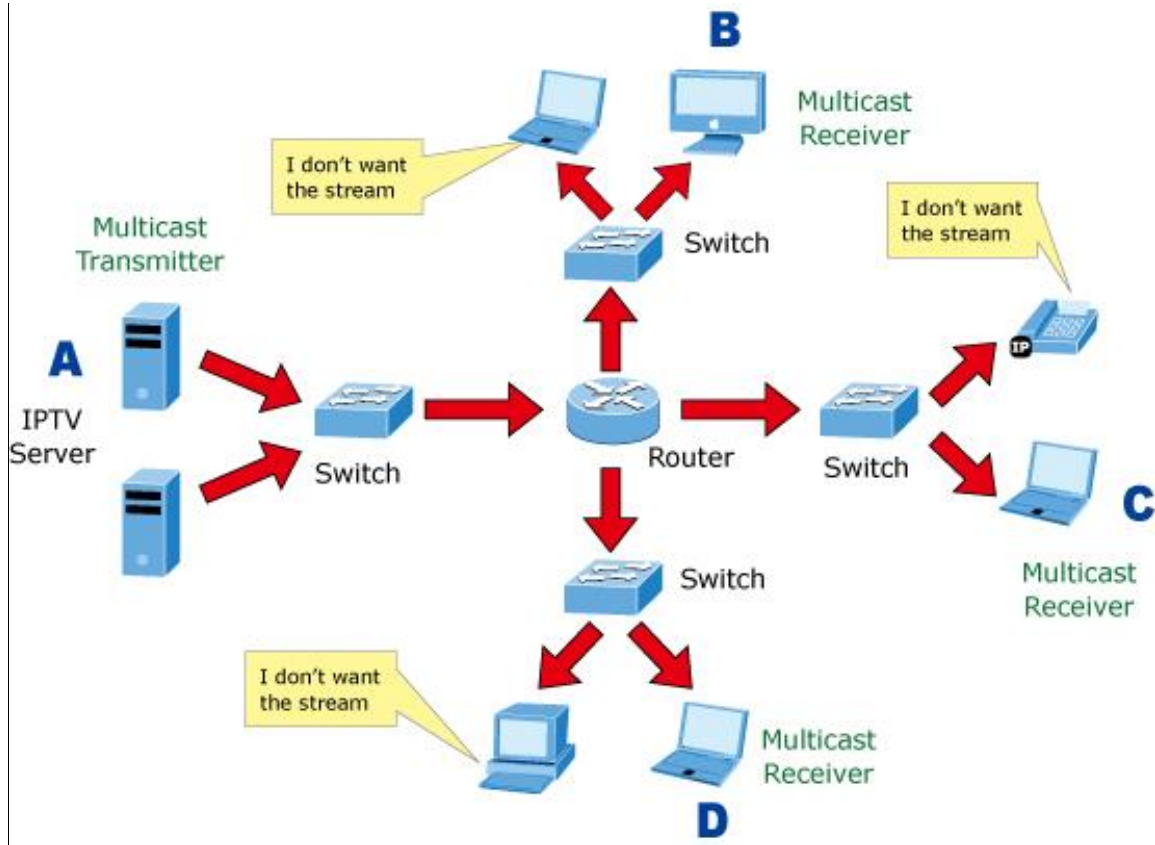 B
Multicast
Receiver
I don't want
the stream
Switch
I don't want
the stream
Multicast
Transmitter
A
IPTV
Server
Switch
Router
Switch
IP
C
Multicast
Receiver
Switch
I don't want
the stream
Multicast
Receiver
D